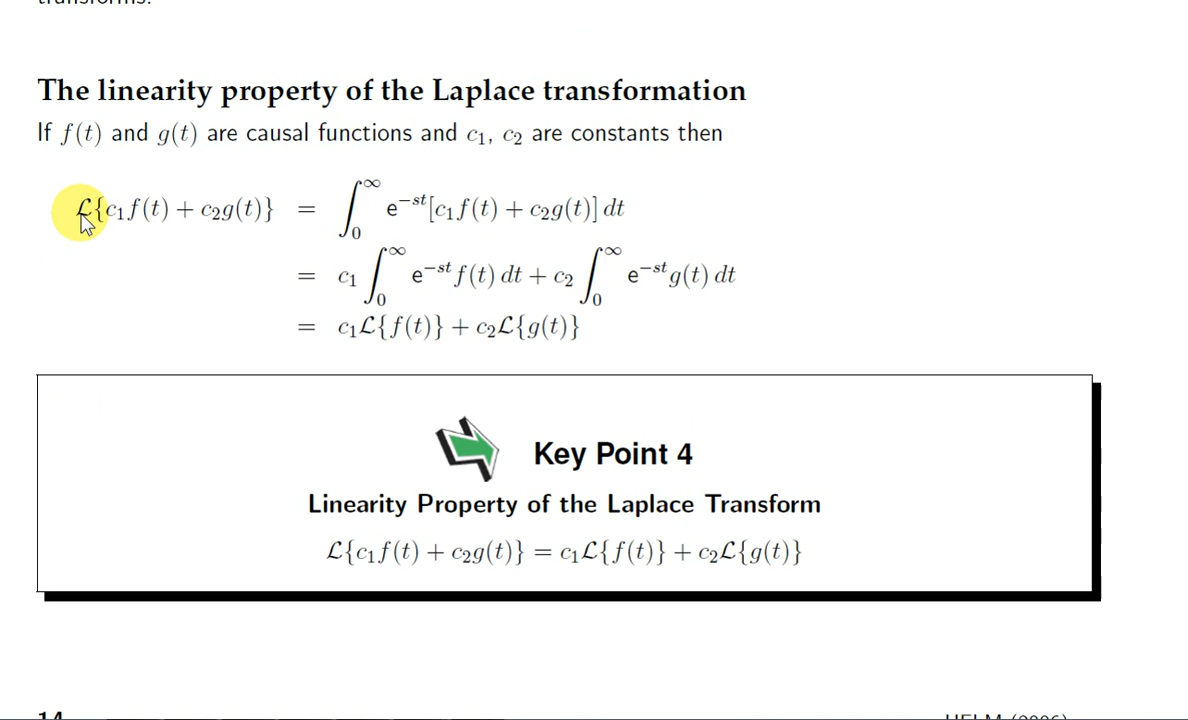 transforms.
The linearity property of the Laplace transformation
If f(t) and g(t) are causal functions and c₁, c₂ are constants then
ℒ{c₁f(t) + c₂g(t)} = ∫₀^∞ e^{−st}[c₁f(t) + c₂g(t)] dt
= c₁ ∫₀^∞ e^{−st} f(t) dt + c₂ ∫₀^∞ e^{−st} g(t) dt
= c₁ℒ{f(t)} + c₂ℒ{g(t)}
Key Point 4
Linearity Property of the Laplace Transform
ℒ{c₁f(t) + c₂g(t)} = c₁ℒ{f(t)} + c₂ℒ{g(t)}
14 HELM (2006)